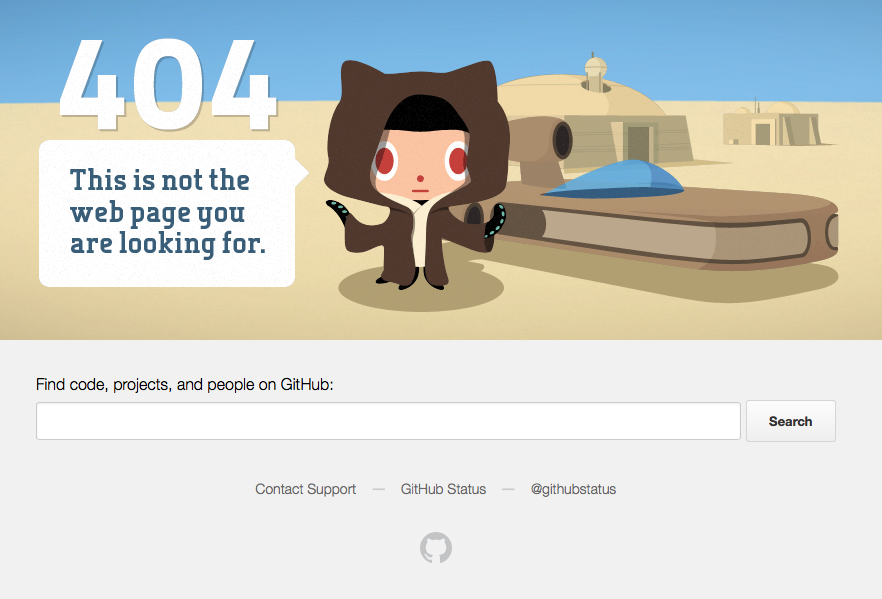 404
This is not the
web page you
are looking for.
Find code, projects, and people on GitHub:
Search
Contact Support — GitHub Status — @githubstatus